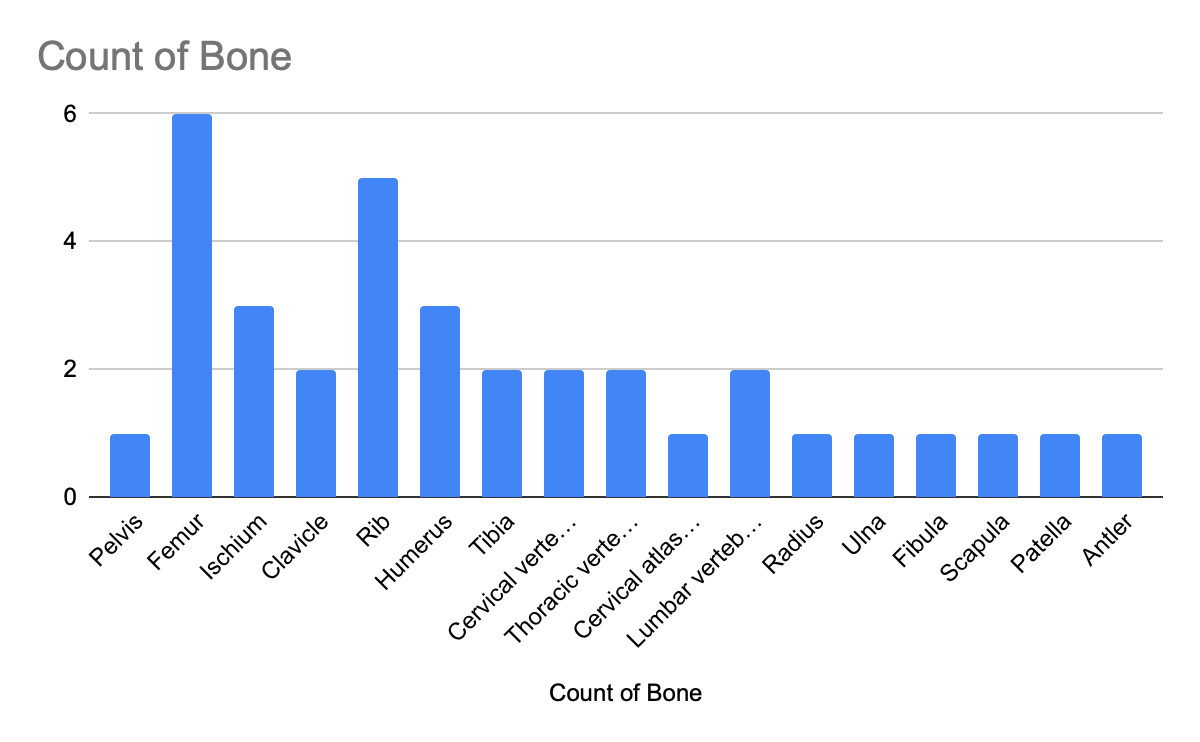 Count of Bone
6
4
2
0
Pelvis
Femur
Ischium
Clavicle
Rib
Humerus
Tibia
Cervical verte…
Thoracic verte…
Cervical atlas…
Lumbar verteb…
Radius
Ulna
Fibula
Scapula
Patella
Antler
Count of Bone